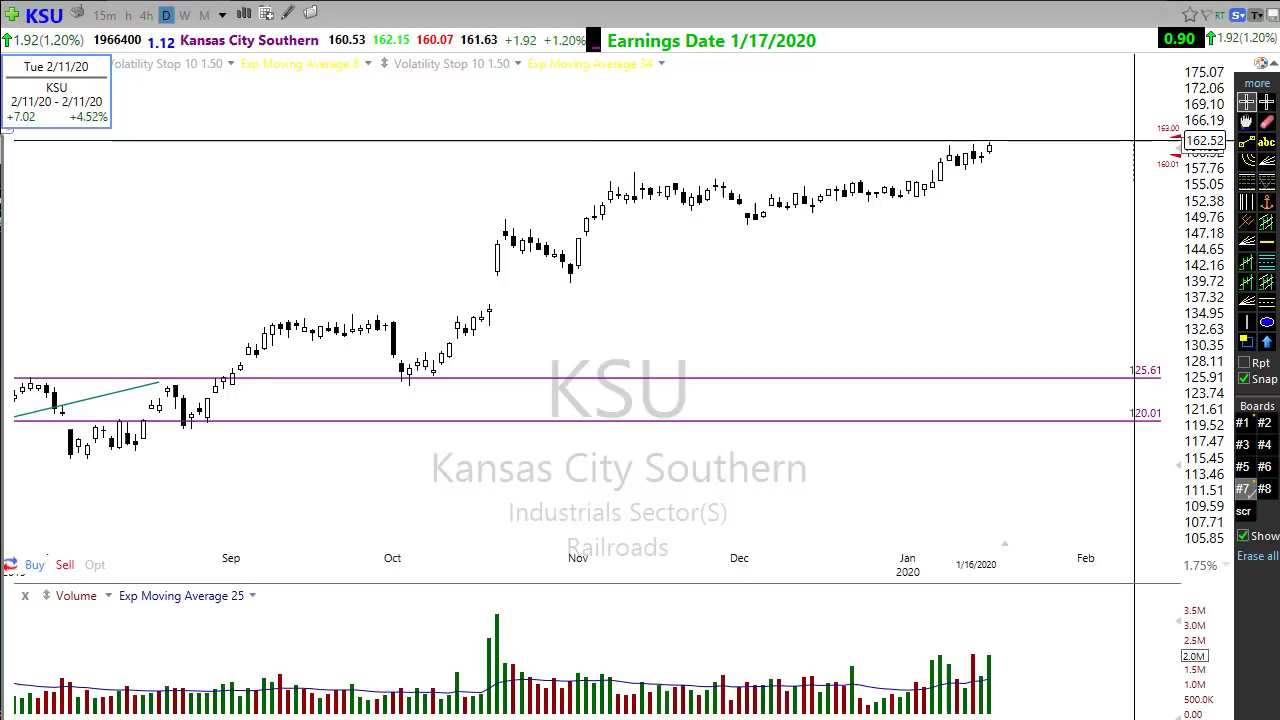 KSU 15m h 4h D W M RT S T
1.92(1.20%) 1966400 1.12 Kansas City Southern 160.53 162.15 160.07 161.63 +1.92 +1.20% Earnings Date 1/17/2020 0.90 1.92(1.20%)
Tue 2/11/20
KSU
2/11/20 - 2/11/20
+7.02 +4.52%
olatility Stop 10 1.50 Exp Moving Average 8 Volatility Stop 10 1.50 Exp Moving Average 34
175.07
172.06
169.10
166.19
163.00
162.52
160.01
157.76
155.05
152.38
149.76
147.18
144.65
142.16
139.72
137.32
134.95
132.63
130.35
128.11
125.61
125.91
123.74
120.01
121.61
119.52
117.47
115.45
113.46
111.51
109.59
107.71
105.85
1.75%
KSU
Kansas City Southern
Industrials Sector(S)
Railroads
Sep Oct Nov Dec Jan Feb
2020 1/16/2020
Buy Sell Opt
x Volume Exp Moving Average 25
3.5M
3.0M
2.5M
2.0M
1.5M
1.0M
500.0K
0.00
more
abc
Rpt
Snap
Boards
#1 #2
#3 #4
#5 #6
#7 #8
scr
Show
Erase all